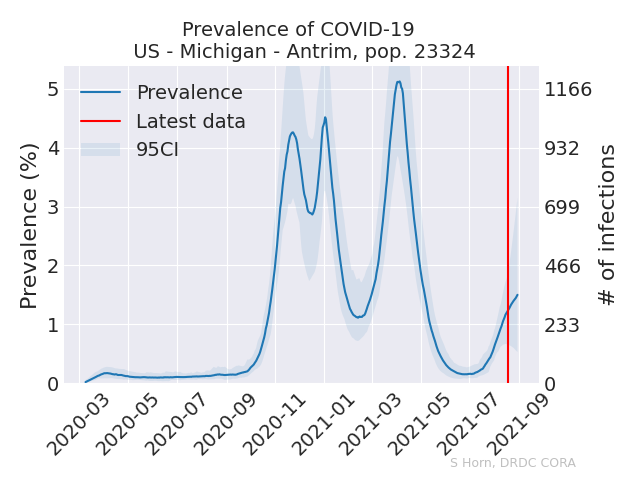 Prevalence of COVID-19
US - Michigan - Antrim, pop. 23324
Prevalence
Latest data
95CI
Prevalence (%)
5
4
3
2
1
0
1166
932
699
466
233
0
# of infections
2020-03
2020-05
2020-07
2020-09
2020-11
2021-01
2021-03
2021-05
2021-07
2021-09
S Horn, DRDC CORA